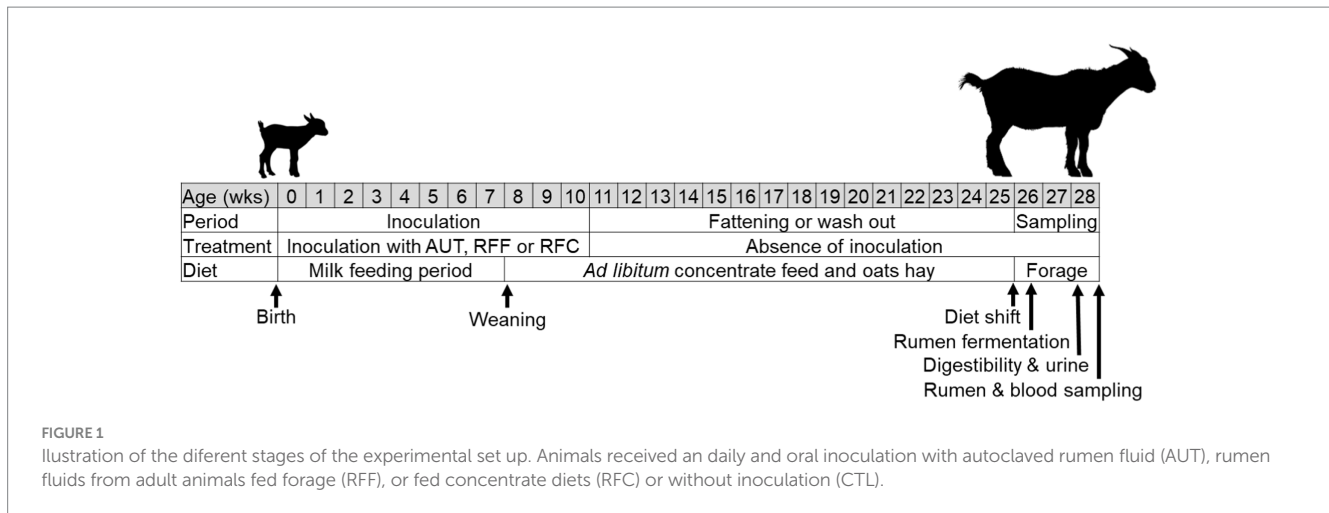 Age (wks) 0 1 2 3 4 5 6 7 8 9 10 11 12 13 14 15 16 17 18 19 20 21 22 23 24 25 26 27 28
Period Inoculation Fattening or wash out Sampling
Treatment Inoculation with AUT, RFF or RFC Absence of inoculation
Diet Milk feeding period Ad libitum concentrate feed and oats hay Forage
Birth Weaning Diet shift
Rumen fermentation
Digestibility & urine
Rumen & blood sampling
FIGURE 1
Ilustration of the diferent stages of the experimental set up. Animals received an daily and oral inoculation with autoclaved rumen fluid (AUT), rumen
fluids from adult animals fed forage (RFF), or fed concentrate diets (RFC) or without inoculation (CTL).